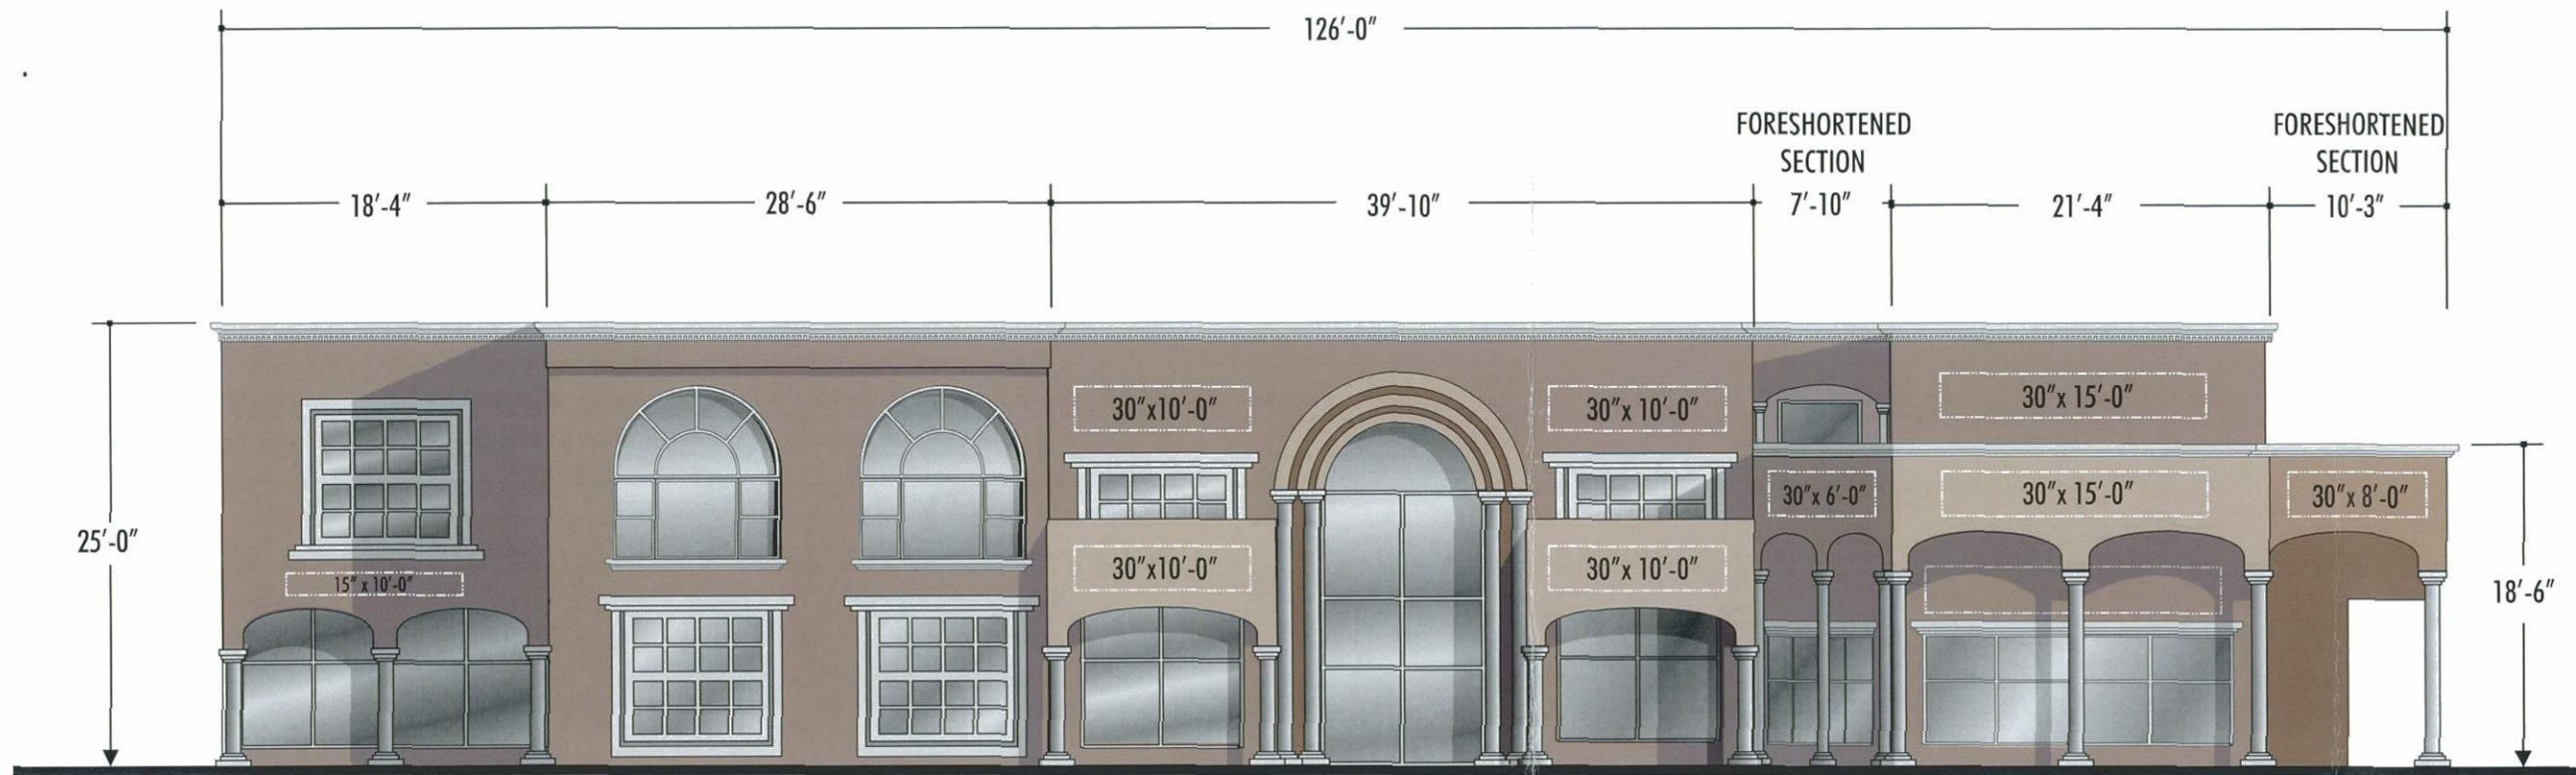 126′-0″
FORESHORTENED
SECTION
FORESHORTENED
SECTION
18′-4″
28′-6″
39′-10″
7′-10″
21′-4″
10′-3″
30″x10′-0″
30″x 10′-0″
30″x 15′-0″
30″x 6′-0″
30″x 15′-0″
30″x 8′-0″
25′-0″
15″ x 10′-0″
30″x10′-0″
30″x 10′-0″
18′-6″